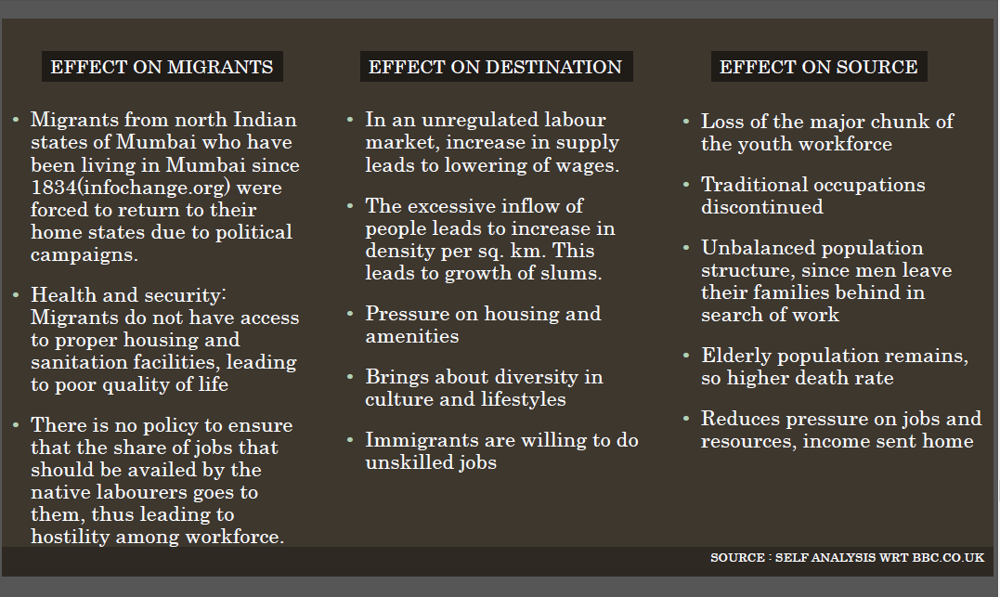 EFFECT ON MIGRANTS
• Migrants from north Indian
states of Mumbai who have
been living in Mumbai since
1834(infochange.org) were
forced to return to their
home states due to political
campaigns.
• Health and security:
Migrants do not have access
to proper housing and
sanitation facilities, leading
to poor quality of life
• There is no policy to ensure
that the share of jobs that
should be availed by the
native labourers goes to
them, thus leading to
hostility among workforce.
EFFECT ON DESTINATION
• In an unregulated labour
market, increase in supply
leads to lowering of wages.
• The excessive inflow of
people leads to increase in
density per sq. km. This
leads to growth of slums.
• Pressure on housing and
amenities
• Brings about diversity in
culture and lifestyles
• Immigrants are willing to do
unskilled jobs
EFFECT ON SOURCE
• Loss of the major chunk of
the youth workforce
• Traditional occupations
discontinued
• Unbalanced population
structure, since men leave
their families behind in
search of work
• Elderly population remains,
so higher death rate
• Reduces pressure on jobs and
resources, income sent home
SOURCE : SELF ANALYSIS WRT BBC.CO.UK